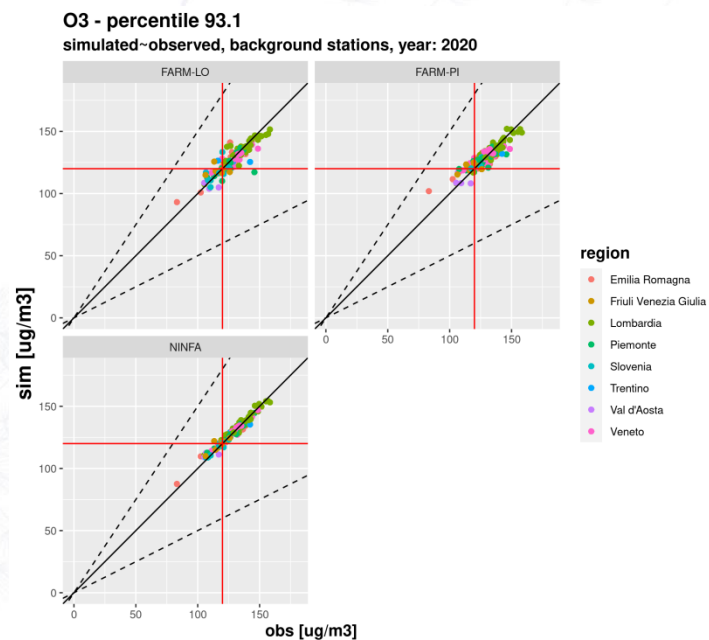 O3 - percentile 93.1
simulated~observed, background stations, year: 2020
FARM-LO
FARM-PI
150
100
50
0
0
50
100
150
NINFA
150
100
50
0
0
50
100
150
sim [ug/m3]
obs [ug/m3]
region
Emilia Romagna
Friuli Venezia Giulia
Lombardia
Piemonte
Slovenia
Trentino
Val d'Aosta
Veneto